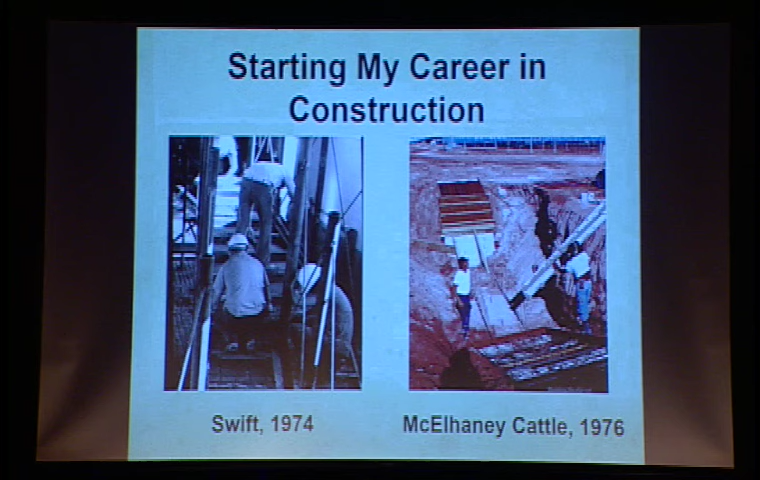 Starting My Career in
Construction
Swift, 1974
McElhaney Cattle, 1976